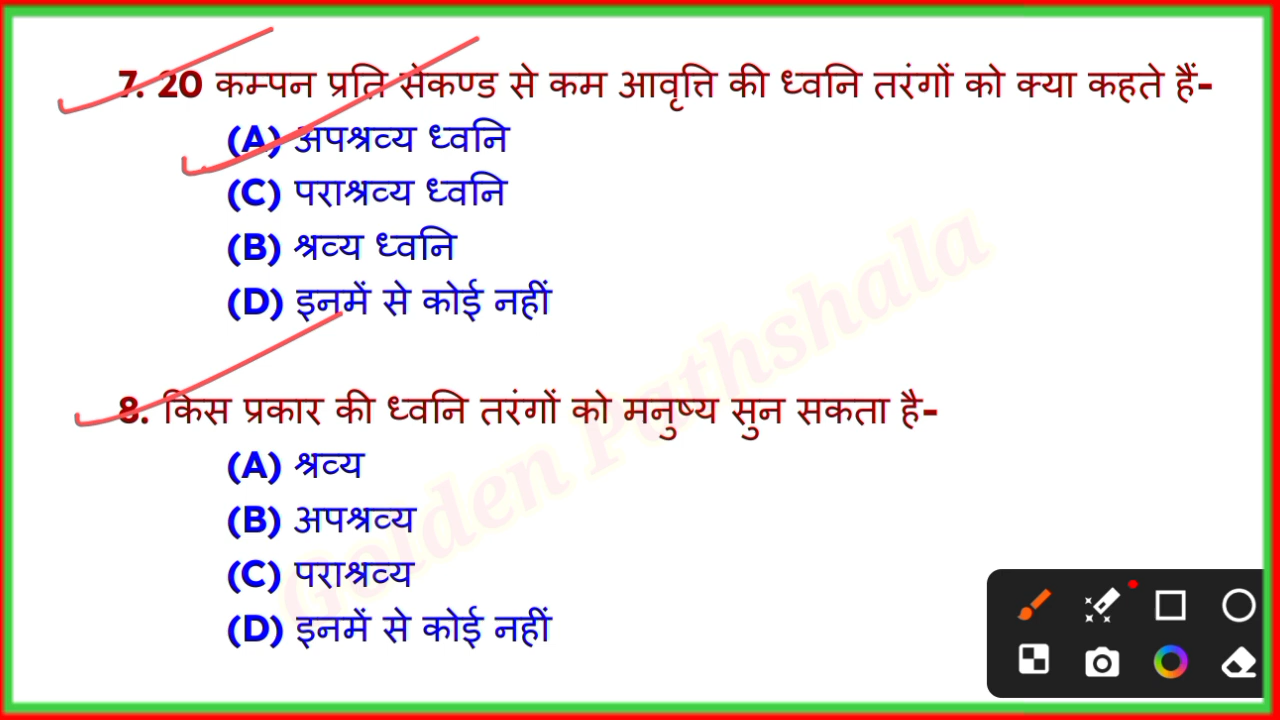 7. 20 कम्पन प्रति सेकण्ड से कम आवृत्ति की ध्वनि तरंगों को क्या कहते हैं-
(A) अपश्रव्य ध्वनि
(C) पराश्रव्य ध्वनि
(B) श्रव्य ध्वनि
(D) इनमें से कोई नहीं
8. किस प्रकार की ध्वनि तरंगों को मनुष्य सुन सकता है-
(A) श्रव्य
(B) अपश्रव्य
(C) पराश्रव्य
(D) इनमें से कोई नहीं
Golden Pathshala